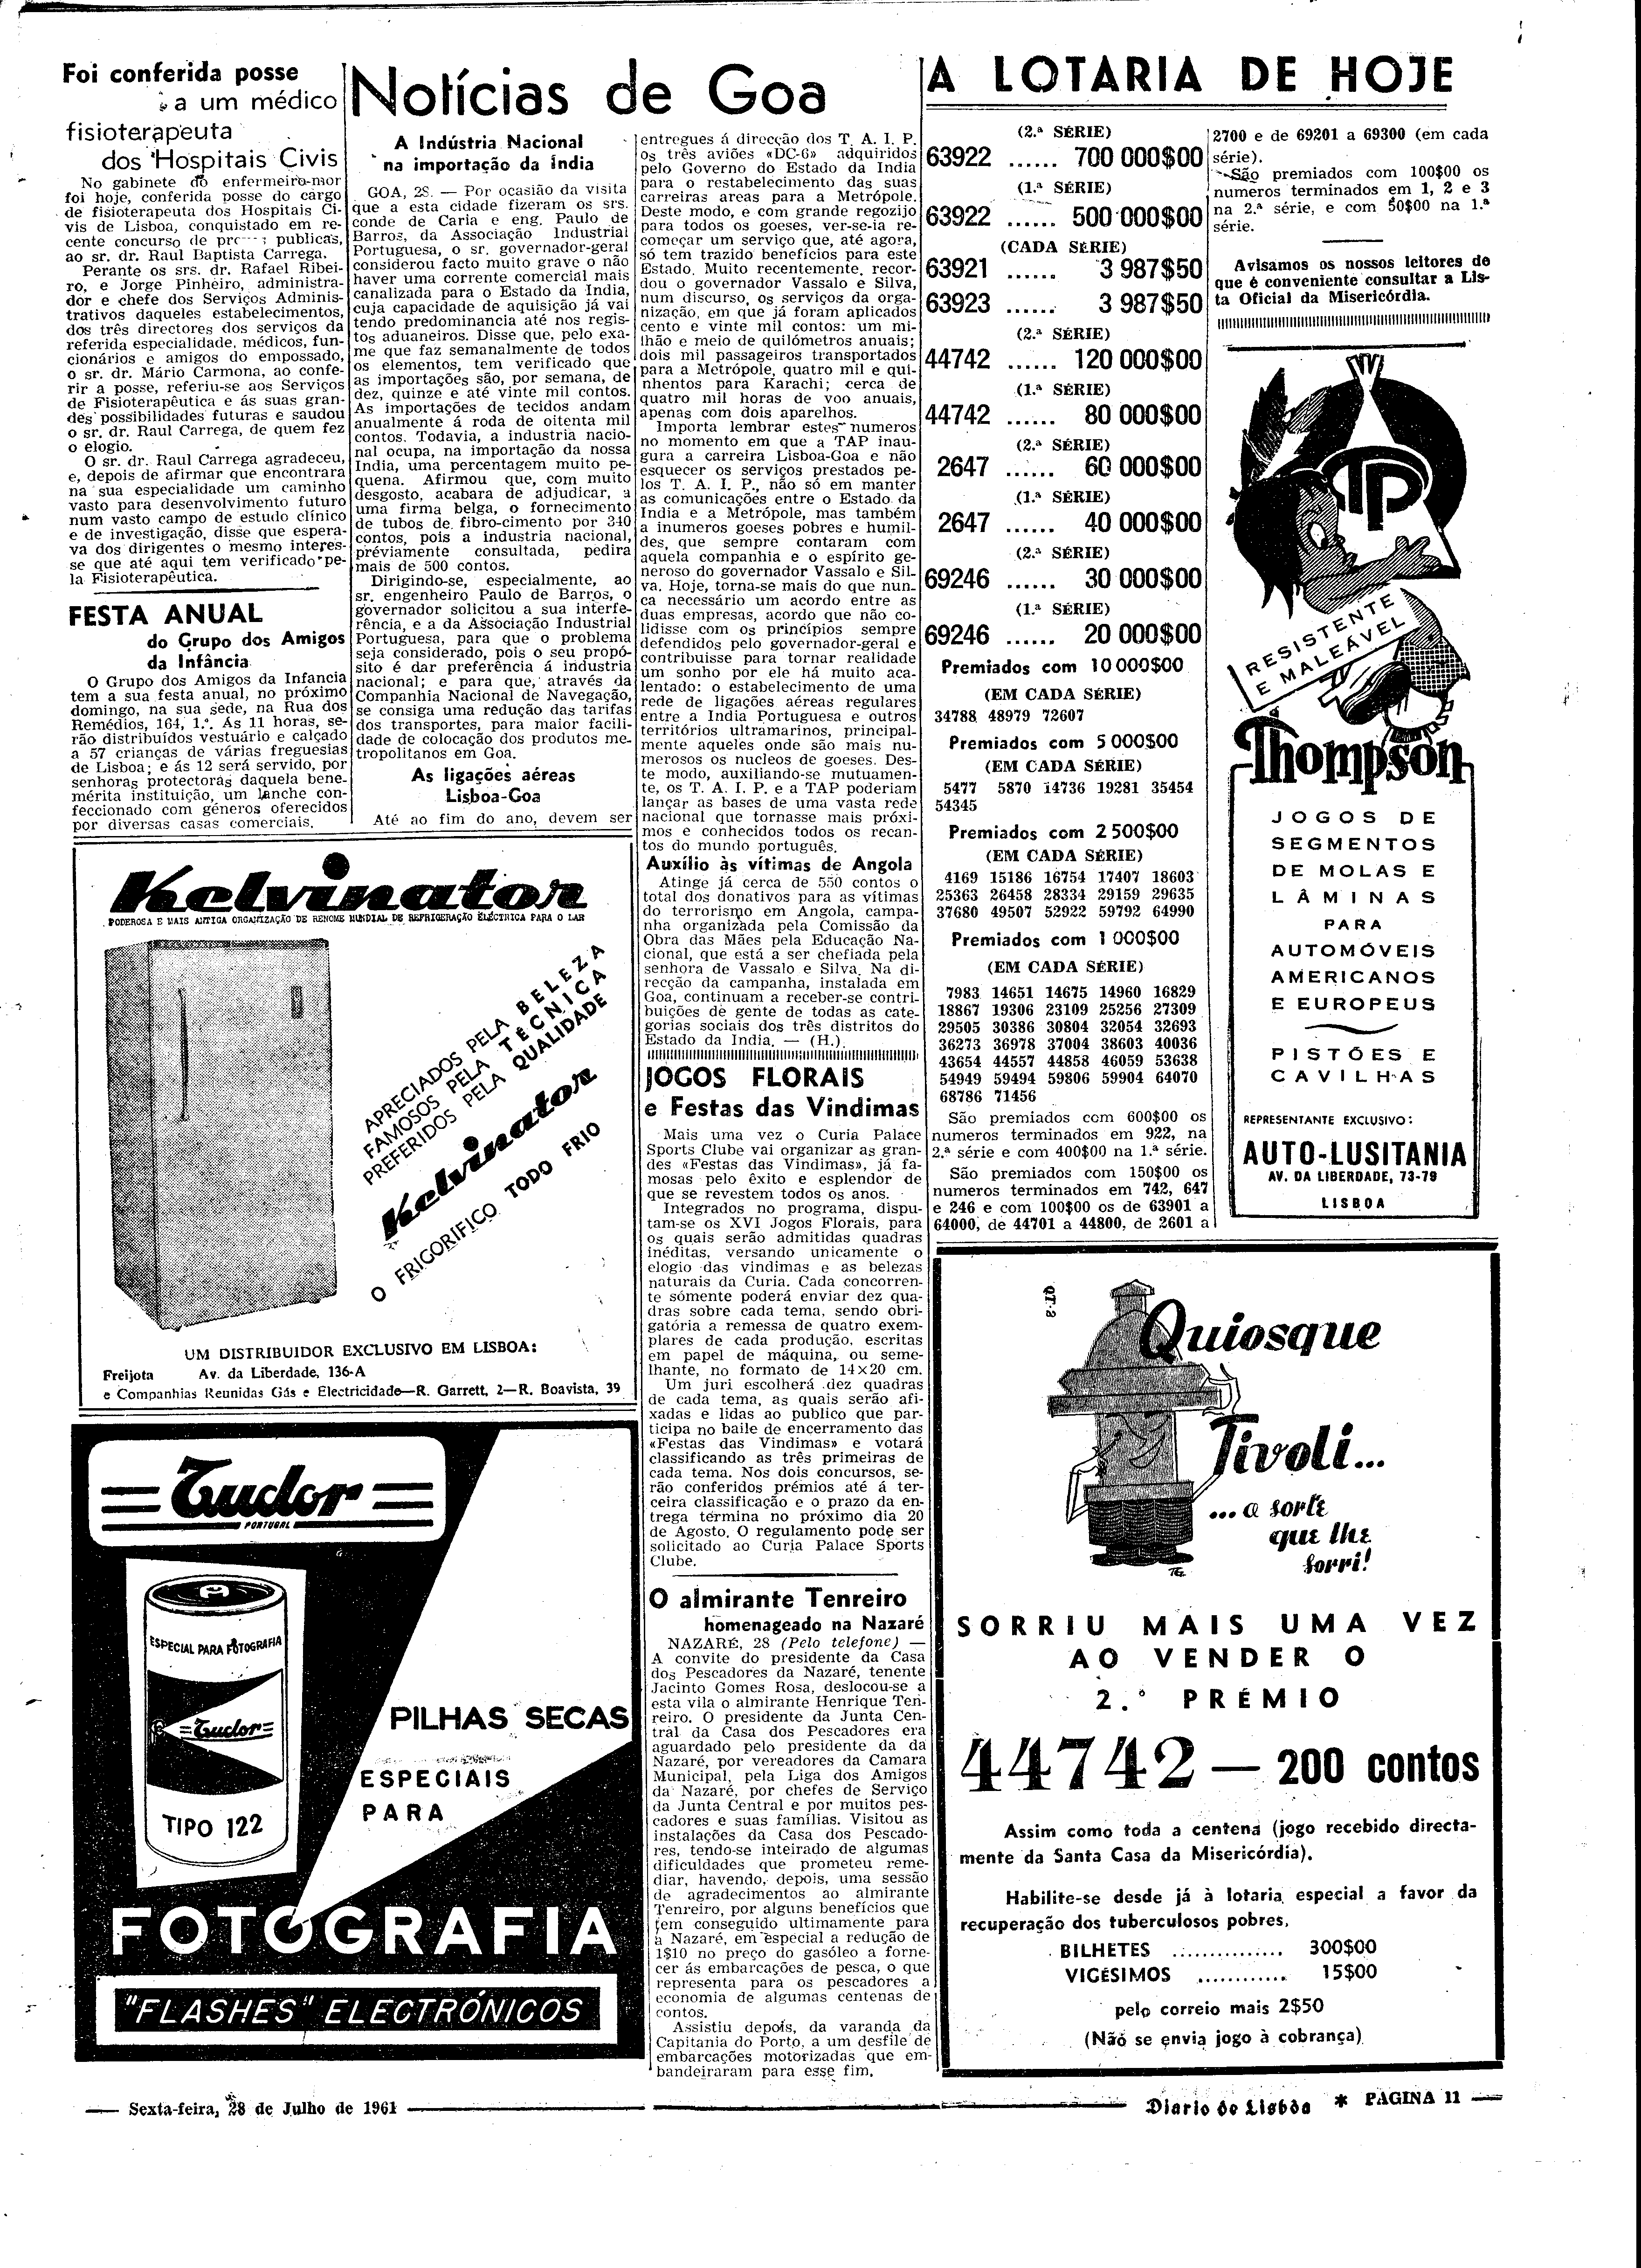 Foi conferida posse
a um médico
fisioterapeuta
dos Hospitais Civis
No gabinete do enfermeiro-mor
foi hoje, conferida posse do cargo
de fisioterapeuta dos Hospitais Ci-
vis de Lisboa, conquistado em re-
cente concurso de publicas,
ao sr. dr. Raul Baptista Carrega.
Perante os srs. dr. Rafael Ribei-
ro, e Jorge Pinheiro, administra-
dor e chefe dos Serviços Adminis-
trativos daqueles estabelecimentos,
dos três directores dos serviços da
referida especialidade, médicos, fun-
cionários e amigos do empossado,
o sr. dr. Mário Carmona, ao confe-
rir a posse, referiu-se aos Serviços
de Fisioterapêutica e ás suas gran-
des possibilidades futuras e saudou
o sr. dr. Raul Carrega, de quem fez
o elogio.
O sr. dr. Raul Carrega agradeceu,
e, depois de afirmar que encontrara
na sua especialidade um caminho
vasto para desenvolvimento futuro
num vasto campo de estudo clínico
e de investigação, disse que espera-
va dos dirigentes o mesmo interes-
se que até aqui tem verificado pe-
la Fisioterapêutica.
FESTA ANUAL
do Grupo dos Amigos
da Infância
O Grupo dos Amigos da Infancia
tem a sua festa anual, no próximo
domingo, na sua sede, na Rua dos
Remédios, 164, 1.º. Ás 11 horas, se-
rão distribuídos vestuário e calçado
a 57 crianças de várias freguesias
de Lisboa; e ás 12 será servido, por
senhoras protectoras daquela bene-
mérita instituição, um lanche con-
feccionado com géneros oferecidos
por diversas casas comerciais.
Notícias de Goa
A Indústria Nacional
na importação da Índia
GOA, 28. — Por ocasião da visita
que a esta cidade fizeram os srs.
conde de Caria e eng. Paulo de
Barros, da Associação Industrial
Portuguesa, o sr. governador-geral
considerou facto muito grave o não
haver uma corrente comercial mais
canalizada para o Estado da India,
cuja capacidade de aquisição já vai
tendo predominancia até nos regis-
tos aduaneiros. Disse que, pelo exa-
me que faz semanalmente de todos
os elementos, tem verificado que
as importações são, por semana, de
dez, quinze e até vinte mil contos.
As importações de tecidos andam
anualmente á roda de oitenta mil
contos. Todavia, a industria nacio-
nal ocupa, na importação da nossa
India, uma percentagem muito pe-
quena. Afirmou que, com muito
desgosto, acabara de adjudicar, a
uma firma belga, o fornecimento
de tubos de fibro-cimento por 340
contos, pois a industria nacional,
préviamente consultada, pedira
mais de 500 contos.
Dirigindo-se, especialmente, ao
sr. engenheiro Paulo de Barros, o
governador solicitou a sua interfe-
rência, e a da Associação Industrial
Portuguesa, para que o problema
seja considerado, pois o seu propó-
sito é dar preferência á industria
nacional; e para que, através da
Companhia Nacional de Navegação,
se consiga uma redução das tarifas
dos transportes, para maior facili-
dade de colocação dos produtos me-
tropolitanos em Goa.
As ligações aéreas
Lisboa-Goa
Até ao fim do ano, devem ser
entregues á direcção dos T. A. I. P.
os três aviões «DC-6» adquiridos
pelo Governo do Estado da India
para o restabelecimento das suas
carreiras areas para a Metrópole.
Deste modo, e com grande regozijo
para todos os goeses, ver-se-ia re-
começar um serviço que, até agora,
só tem trazido benefícios para este
Estado. Muito recentemente, recor-
dou o governador Vassalo e Silva,
num discurso, os serviços da orga-
nização, em que já foram aplicados
cento e vinte mil contos: um mi-
lhão e meio de quilómetros anuais;
dois mil passageiros transportados
para a Metrópole, quatro mil e qui-
nhentos para Karachi; cerca de
quatro mil horas de voo anuais,
apenas com dois aparelhos.
Importa lembrar estes numeros
no momento em que a TAP inau-
gura a carreira Lisboa-Goa e não
esquecer os serviços prestados pe-
los T. A. I. P., não só em manter
as comunicações entre o Estado da
India e a Metrópole, mas também
a inumeros goeses pobres e humil-
des, que sempre contaram com
aquela companhia e o espírito ge-
neroso do governador Vassalo e Sil-
va. Hoje, torna-se mais do que nun-
ca necessário um acordo entre as
duas empresas, acordo que não co-
lidisse com os princípios sempre
defendidos pelo governador-geral e
contribuisse para tornar realidade
um sonho por ele há muito aca-
lentado: o estabelecimento de uma
rede de ligações aéreas regulares
entre a India Portuguesa e outros
territórios ultramarinos, principal-
mente aqueles onde são mais nu-
merosos os nucleos de goeses. Des-
te modo, auxiliando-se mutuamen-
te, os T. A. I. P. e a TAP poderiam
lançar as bases de uma vasta rede
nacional que tornasse mais próxi-
mos e conhecidos todos os recan-
tos do mundo português.
Auxílio às vítimas de Angola
Atinge já cerca de 550 contos o
total dos donativos para as vítimas
do terrorismo em Angola, campa-
nha organizada pela Comissão da
Obra das Mães pela Educação Na-
cional, que está a ser chefiada pela
senhora de Vassalo e Silva. Na di-
recção da campanha, instalada em
Goa, continuam a receber-se contri-
buições de gente de todas as cate-
gorias sociais dos três distritos do
Estado da India. — (H.).
JOGOS FLORAIS
e Festas das Vindimas
Mais uma vez o Curia Palace
Sports Clube vai organizar as gran-
des «Festas das Vindimas», já fa-
mosas pelo êxito e esplendor de
que se revestem todos os anos.
Integrados no programa, dispu-
tam-se os XVI Jogos Florais, para
os quais serão admitidas quadras
inéditas, versando unicamente o
elogio das vindimas e as belezas
naturais da Curia. Cada concorren-
te sómente poderá enviar dez qua-
dras sobre cada tema, sendo obri-
gatória a remessa de quatro exem-
plares de cada produção, escritas
em papel de máquina, ou seme-
lhante, no formato de 14×20 cm.
Um juri escolherá dez quadras
de cada tema, as quais serão afi-
xadas e lidas ao publico que par-
ticipa no baile de encerramento das
«Festas das Vindimas» e votará
classificando as três primeiras de
cada tema. Nos dois concursos, se-
rão conferidos prémios até á ter-
ceira classificação e o prazo da en-
trega termina no próximo dia 20
de Agosto. O regulamento pode ser
solicitado ao Curia Palace Sports
Clube.
O almirante Tenreiro
homenageado na Nazaré
NAZARÉ, 28 (Pelo telefone) —
A convite do presidente da Casa
dos Pescadores da Nazaré, tenente
Jacinto Gomes Rosa, deslocou-se a
esta vila o almirante Henrique Ten-
reiro. O presidente da Junta Cen-
tral da Casa dos Pescadores era
aguardado pelo presidente da da
Nazaré, por vereadores da Camara
Municipal, pela Liga dos Amigos
da Nazaré, por chefes de Serviço
da Junta Central e por muitos pes-
cadores e suas famílias. Visitou as
instalações da Casa dos Pescado-
res, tendo-se inteirado de algumas
dificuldades que prometeu reme-
diar, havendo, depois, uma sessão
de agradecimentos ao almirante
Tenreiro, por alguns benefícios que
tem conseguido ultimamente para
a Nazaré, em especial a redução de
1$10 no preço do gasóleo a forne-
cer ás embarcações de pesca, o que
representa para os pescadores a
economia de algumas centenas de
contos.
Assistiu depois, da varanda da
Capitania do Porto, a um desfile de
embarcações motorizadas que em-
bandeiraram para esse fim.
A LOTARIA DE HOJE
(2.ª SÉRIE)
63922 ...... 700 000$00
(1.ª SÉRIE)
63922 ...... 500 000$00
(CADA SÉRIE)
63921 ...... 3 987$50
63923 ...... 3 987$50
(2.ª SÉRIE)
44742 ...... 120 000$00
(1.ª SÉRIE)
44742 ...... 80 000$00
(2.ª SÉRIE)
2647 ...... 60 000$00
(1.ª SÉRIE)
2647 ...... 40 000$00
(2.ª SÉRIE)
69246 ...... 30 000$00
(1.ª SÉRIE)
69246 ...... 20 000$00
Premiados com 10 000$00
(EM CADA SÉRIE)
34788 48979 72607
Premiados com 5 000$00
(EM CADA SÉRIE)
5477 5870 14736 19281 35454
54345
Premiados com 2 500$00
(EM CADA SÉRIE)
4169 15186 16754 17407 18603
25363 26458 28334 29159 29635
37680 49507 52922 59792 64990
Premiados com 1 000$00
(EM CADA SÉRIE)
7983 14651 14675 14960 16829
18867 19306 23109 25256 27309
29505 30386 30804 32054 32693
36273 36978 37004 38603 40036
43654 44557 44858 46059 53638
54949 59494 59806 59904 64070
68786 71456
São premiados com 600$00 os
numeros terminados em 922, na
2.ª série e com 400$00 na 1.ª série.
São premiados com 150$00 os
numeros terminados em 742, 647
e 246 e com 100$00 os de 63901 a
64000, de 44701 a 44800, de 2601 a
2700 e de 69201 a 69300 (em cada
série).
São premiados com 100$00 os
numeros terminados em 1, 2 e 3
na 2.ª série, e com 50$00 na 1.ª
série.
Avisamos os nossos leitores de
que é conveniente consultar a Lis-
ta Oficial da Misericórdia.
TP
RESISTENTE
E MALEÁVEL
Thompson
JOGOS DE
SEGMENTOS
DE MOLAS E
LÂMINAS
PARA
AUTOMÓVEIS
AMERICANOS
E EUROPEUS
PISTÕES E
CAVILHAS
REPRESENTANTE EXCLUSIVO:
AUTO-LUSITANIA
AV. DA LIBERDADE, 73-79
LISBOA
Kelvinator
PODEROSA E MAIS ANTIGA ORGANIZAÇÃO DE RENOME MUNDIAL DE REFRIGERAÇÃO ELÉCTRICA PARA O LAR
APRECIADOS PELA BELEZA
FAMOSOS PELA TÉCNICA
PREFERIDOS PELA QUALIDADE
Kelvinator
O FRIGORIFICO TODO FRIO
UM DISTRIBUIDOR EXCLUSIVO EM LISBOA:
Freijota Av. da Liberdade, 136-A
e Companhias Reunidas Gás e Electricidade—R. Garrett, 2—R. Boavista, 39
Tudor
PORTUGAL
ESPECIAL PARA FOTOGRAFIA
Tudor
TIPO 122
PILHAS SECAS
ESPECIAIS
PARA
FOTOGRAFIA
"FLASHES" ELECTRÓNICOS
QT-8
Quiosque
Tivoli...
... a sorte
que lhe
sorri!
SORRIU MAIS UMA VEZ
AO VENDER O
2.º PRÉMIO
44742 — 200 contos
Assim como toda a centena (jogo recebido directa-
mente da Santa Casa da Misericórdia).
Habilite-se desde já à lotaria especial a favor da
recuperação dos tuberculosos pobres,
BILHETES ............... 300$00
VIGÉSIMOS ............ 15$00
pelo correio mais 2$50
(Não se envia jogo à cobrança)
Sexta-feira, 28 de Julho de 1961
Diario de Lisboa * PAGINA 11